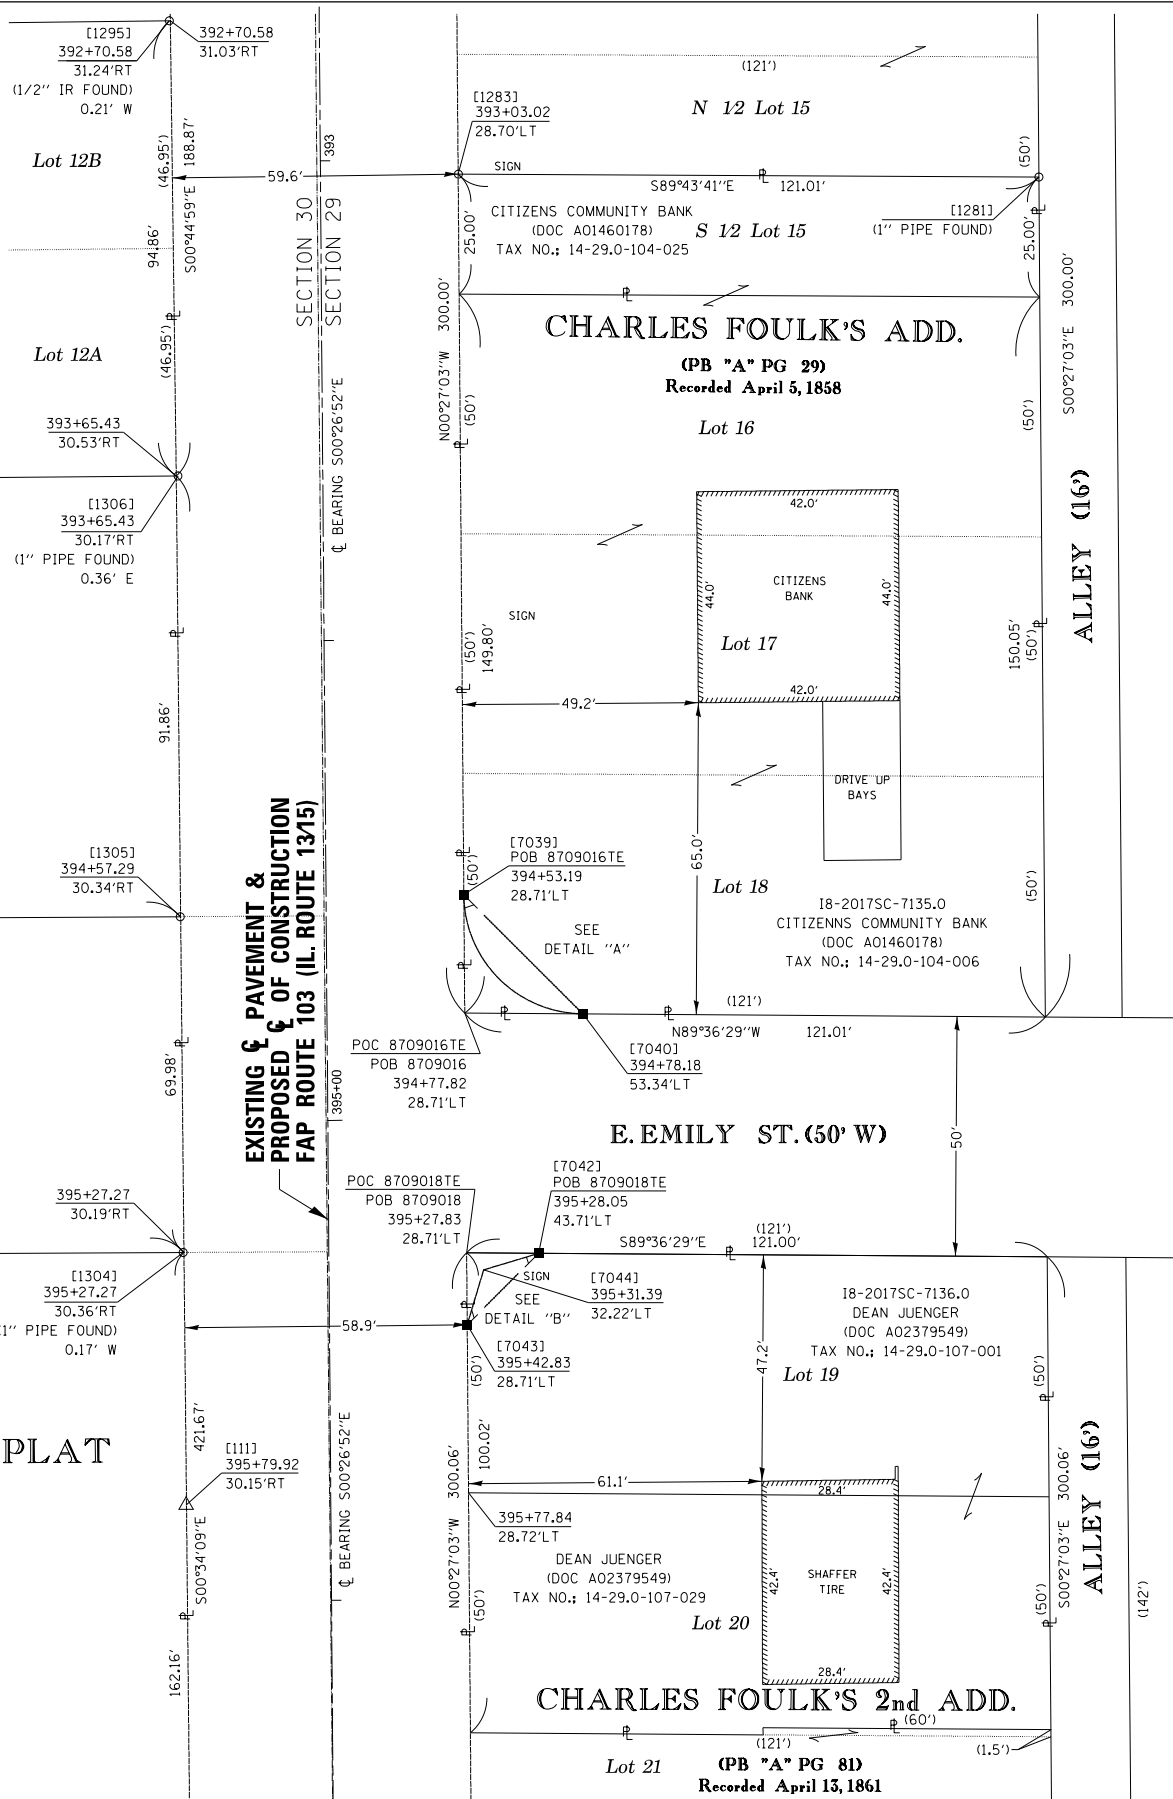 [1295]
392+70.58
31.24'RT
(1/2" IR FOUND)
0.21' W
392+70.58
31.03'RT
Lot 12B
(46.95')
188.87'
S00°44'59"E
94.86'
(46.95')
Lot 12A
59.6'
393
SECTION 30
SECTION 29
[1283]
393+03.02
28.70'LT
SIGN
(121')
N 1/2 Lot 15
(50')
S89°43'41"E
P
L
121.01'
CITIZENS COMMUNITY BANK
(DOC A01460178)
TAX NO.; 14-29.0-104-025
S 1/2 Lot 15
[1281]
(1" PIPE FOUND)
25.00'
25.00'
N00°27'03"W 300.00'
S00°27'03"E 300.00'
CHARLES FOULK'S ADD.
(PB "A" PG 29)
Recorded April 5, 1858
Lot 16
(50')
(50')
393+65.43
30.53'RT
[1306]
393+65.43
30.17'RT
(1" PIPE FOUND)
0.36' E
℄ BEARING S00°26'52"E
42.0'
CITIZENS
BANK
44.0'
44.0'
42.0'
SIGN
Lot 17
(50')
149.80'
150.05'
(50')
ALLEY (16')
49.2'
91.86'
DRIVE UP
BAYS
65.0'
[1305]
394+57.29
30.34'RT
[7039]
POB 8709016TE
394+53.19
28.71'LT
(50')
(50')
Lot 18
SEE
DETAIL "A"
I8-2017SC-7135.0
CITIZENNS COMMUNITY BANK
(DOC A01460178)
TAX NO.; 14-29.0-104-006
EXISTING ℄ PAVEMENT &
PROPOSED ℄ OF CONSTRUCTION
FAP ROUTE 103 (IL. ROUTE 13/15)
(121')
N89°36'29"W
121.01'
POC 8709016TE
POB 8709016
394+77.82
28.71'LT
[7040]
394+78.18
53.34'LT
69.98'
395+00
E. EMILY ST. (50' W)
50'
395+27.27
30.19'RT
POC 8709018TE
POB 8709018
395+27.83
28.71'LT
[7042]
POB 8709018TE
395+28.05
43.71'LT
S89°36'29"E
(121')
121.00'
[1304]
395+27.27
30.36'RT
1" PIPE FOUND)
0.17' W
SIGN
SEE
DETAIL "B"
[7044]
395+31.39
32.22'LT
58.9'
[7043]
395+42.83
28.71'LT
I8-2017SC-7136.0
DEAN JUENGER
(DOC A02379549)
TAX NO.; 14-29.0-107-001
47.2'
Lot 19
(50')
(50')
PLAT
421.67'
[111]
395+79.92
30.15'RT
S00°34'09"E
162.16'
℄ BEARING S00°26'52"E
100.02'
N00°27'03"W 300.06'
61.1'
28.4'
395+77.84
28.72'LT
DEAN JUENGER
(DOC A02379549)
TAX NO.; 14-29.0-107-029
SHAFFER
TIRE
42.4'
42.4'
28.4'
Lot 20
(50')
(50')
S00°27'03"E 300.06'
ALLEY (16')
(142')
CHARLES FOULK'S 2nd ADD.
(60')
(121')
(1.5')
Lot 21
(PB "A" PG 81)
Recorded April 13, 1861